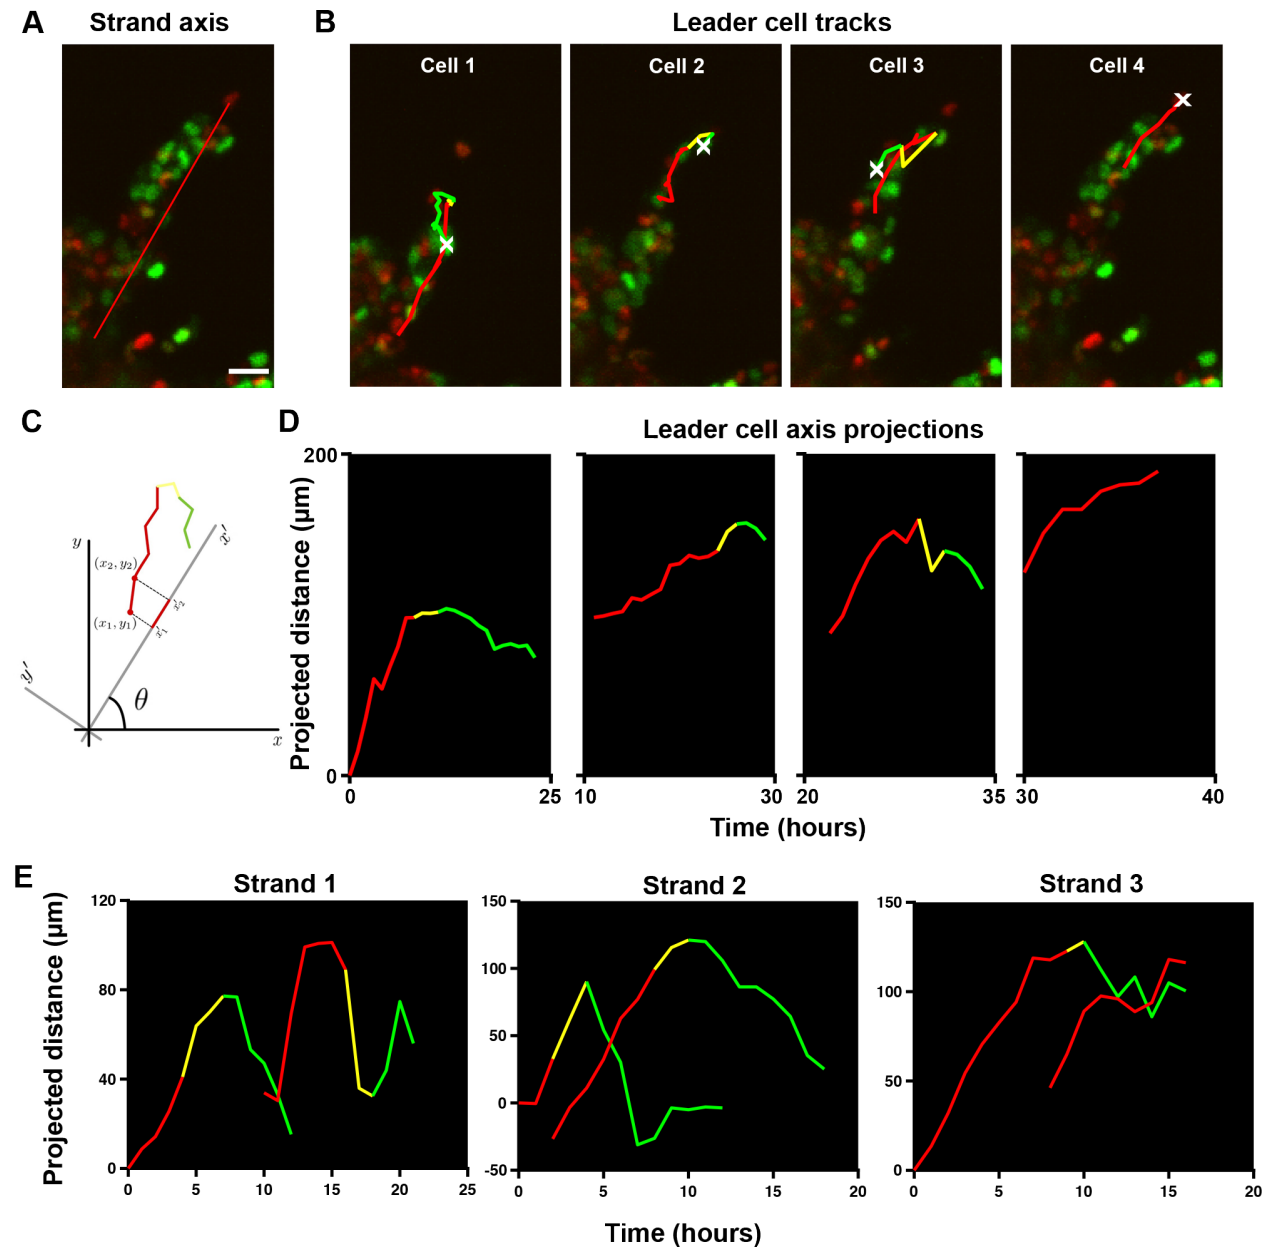 A Strand axis
B Leader cell tracks
Cell 1
Cell 2
Cell 3
Cell 4
C
y
x′
(x₂, y₂)
x′₂
(x₁, y₁)
x′₁
y′
θ
x
D Leader cell axis projections
Projected distance (μm)
200
0
0 25
10 30
20 35
30 40
Time (hours)
E
Projected distance (μm)
Strand 1
120
80
40
0
0 5 10 15 20 25
Strand 2
150
100
50
0
-50
0 5 10 15 20
Strand 3
150
100
50
0
0 5 10 15 20
Time (hours)